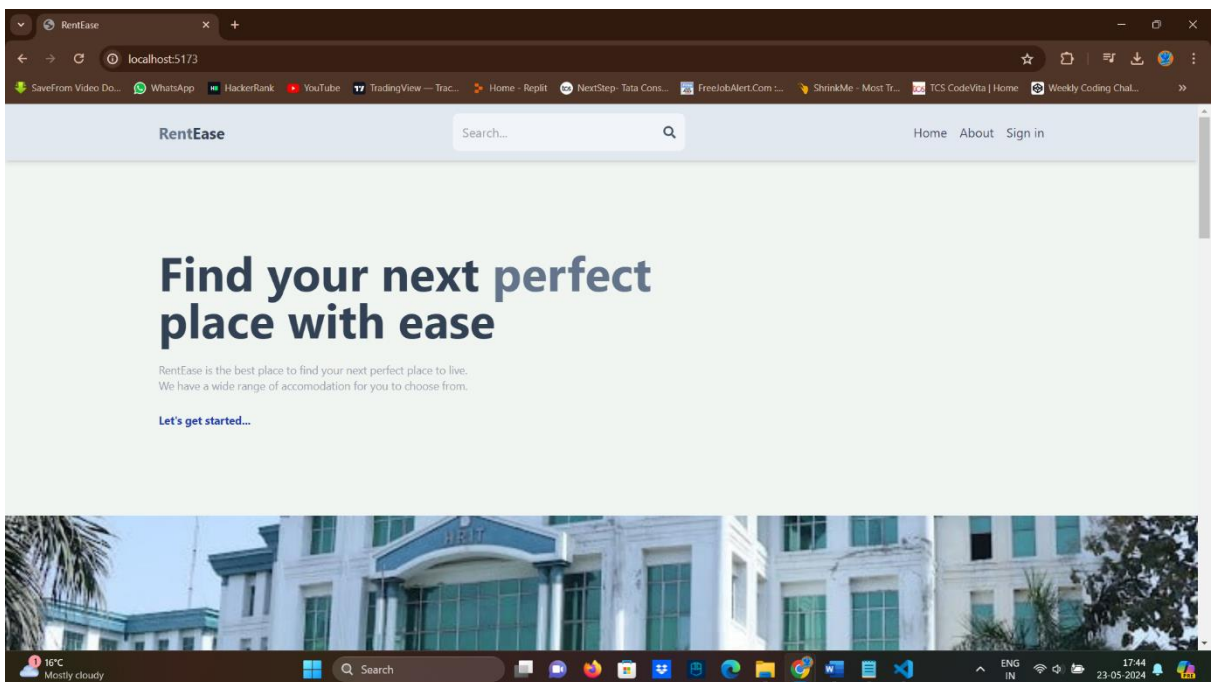 RentEase
localhost:5173
SaveFrom Video Do... WhatsApp HackerRank YouTube TradingView — Trac... Home - Replit NextStep- Tata Cons... FreeJobAlert.Com :... ShrinkMe - Most Tr... TCS CodeVita | Home Weekly Coding Chal...
RentEase Search... Home About Sign in
Find your next perfect
place with ease
RentEase is the best place to find your next perfect place to live.
We have a wide range of accomodation for you to choose from.
Let's get started...
HRIT
1 16°C
Mostly cloudy
Search
ENG
IN
17:44
23-05-2024